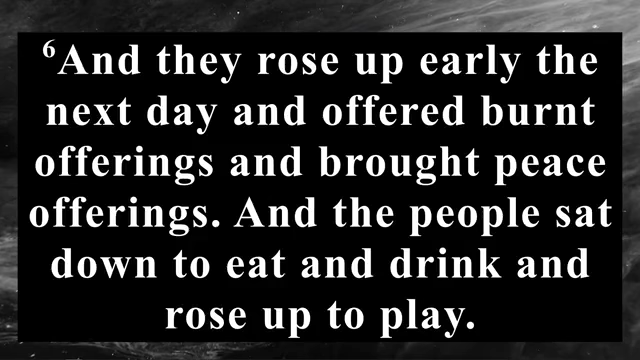 ⁶And they rose up early the
next day and offered burnt
offerings and brought peace
offerings. And the people sat
down to eat and drink and
rose up to play.